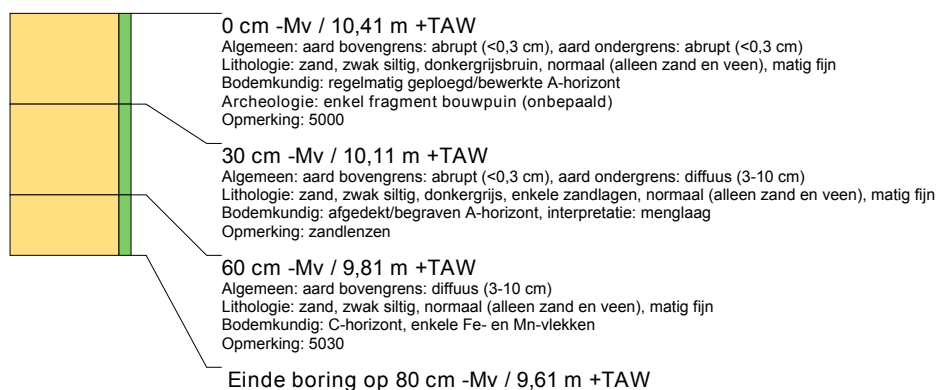 0 cm -Mv / 10,41 m +TAW
Algemeen: aard bovengrens: abrupt (<0,3 cm), aard ondergrens: abrupt (<0,3 cm)
Lithologie: zand, zwak siltig, donkergrijsbruin, normaal (alleen zand en veen), matig fijn
Bodemkundig: regelmatig geploegd/bewerkte A-horizont
Archeologie: enkel fragment bouwpuin (onbepaald)
Opmerking: 5000
30 cm -Mv / 10,11 m +TAW
Algemeen: aard bovengrens: abrupt (<0,3 cm), aard ondergrens: diffuus (3-10 cm)
Lithologie: zand, zwak siltig, donkergrijs, enkele zandlagen, normaal (alleen zand en veen), matig fijn
Bodemkundig: afgedekt/begraven A-horizont, interpretatie: menglaag
Opmerking: zandlenzen
60 cm -Mv / 9,81 m +TAW
Algemeen: aard bovengrens: diffuus (3-10 cm)
Lithologie: zand, zwak siltig, normaal (alleen zand en veen), matig fijn
Bodemkundig: C-horizont, enkele Fe- en Mn-vlekken
Opmerking: 5030
Einde boring op 80 cm -Mv / 9,61 m +TAW